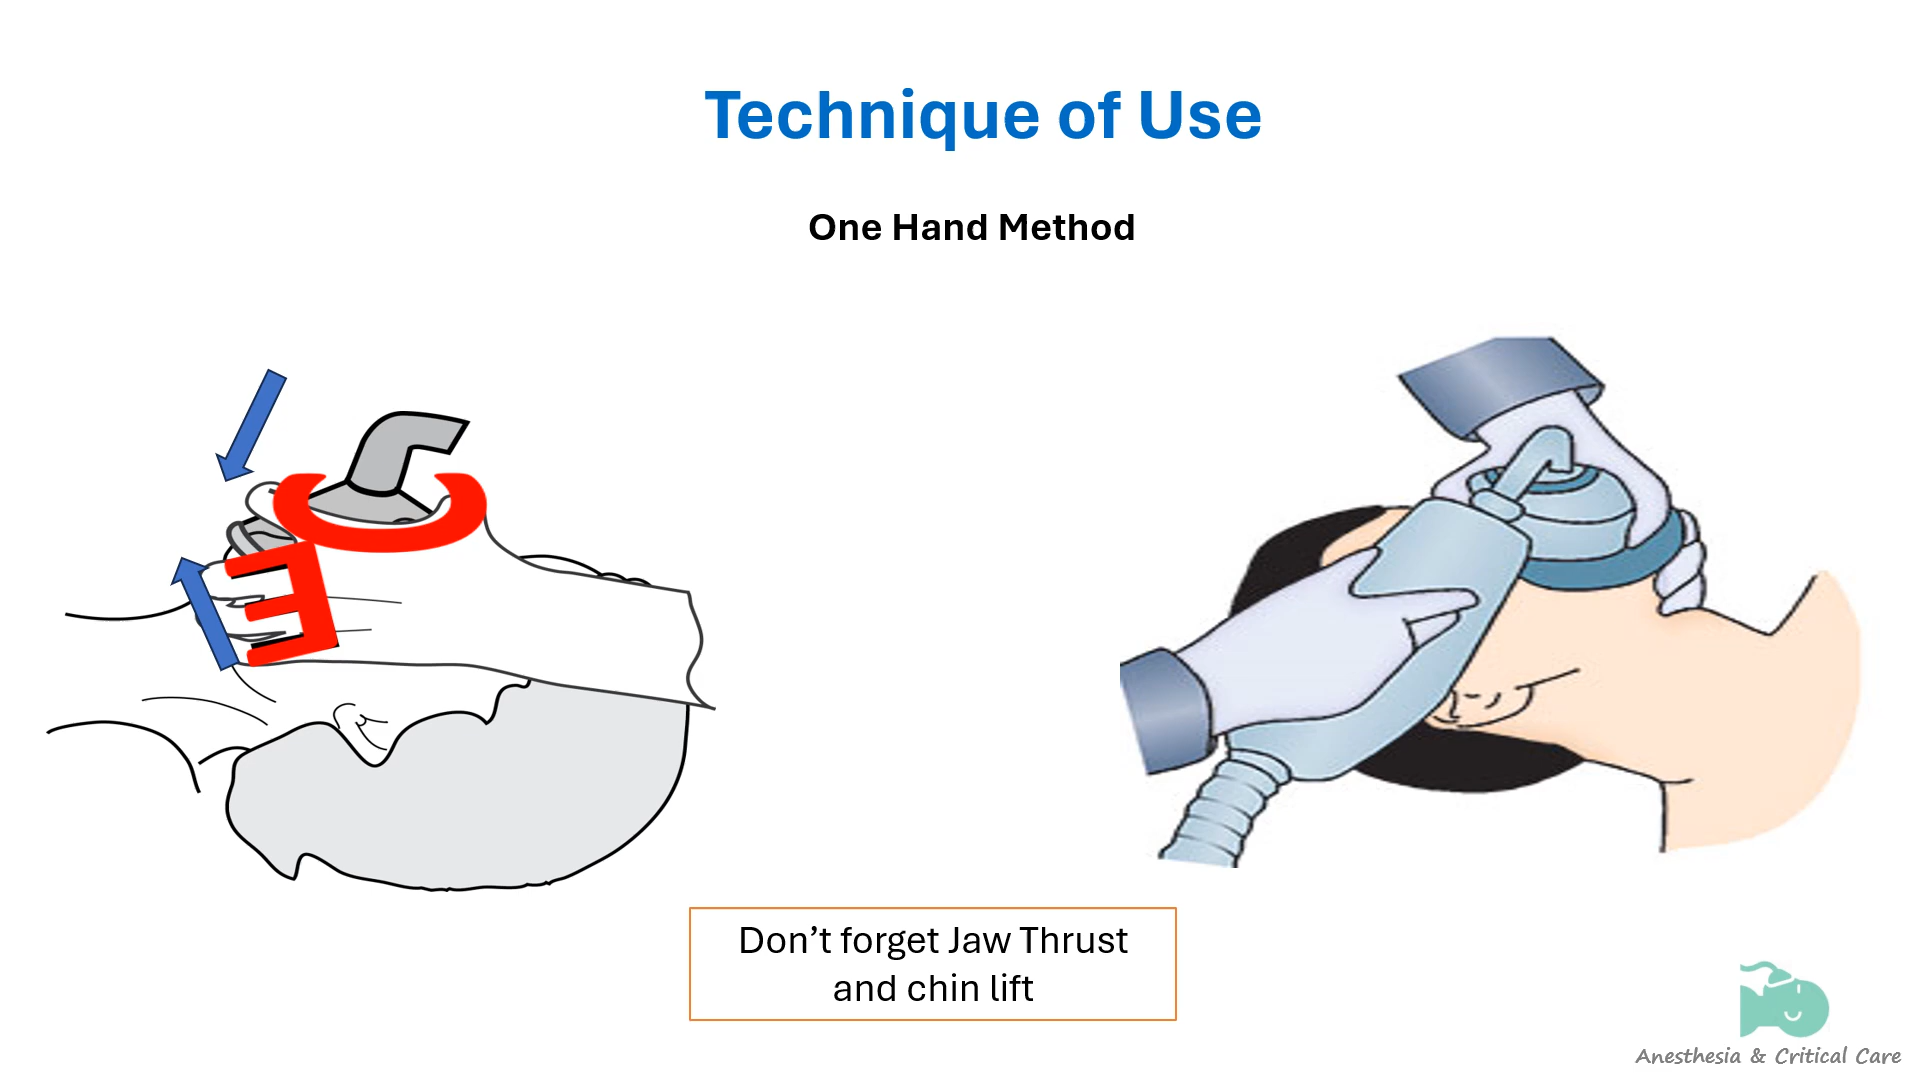 Technique of Use
One Hand Method
C
E
Don’t forget Jaw Thrust
and chin lift
Anesthesia & Critical Care